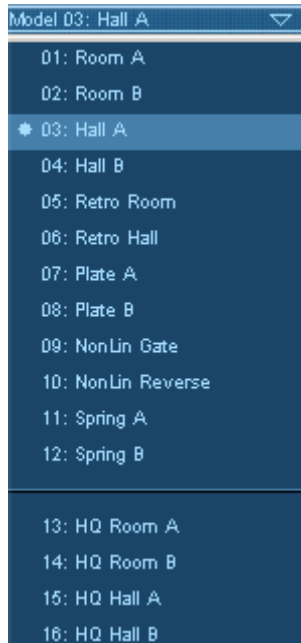 Model 03: Hall A
01: Room A
02: Room B
03: Hall A
04: Hall B
05: Retro Room
06: Retro Hall
07: Plate A
08: Plate B
09: NonLin Gate
10: NonLin Reverse
11: Spring A
12: Spring B
13: HQ Room A
14: HQ Room B
15: HQ Hall A
16: HQ Hall B